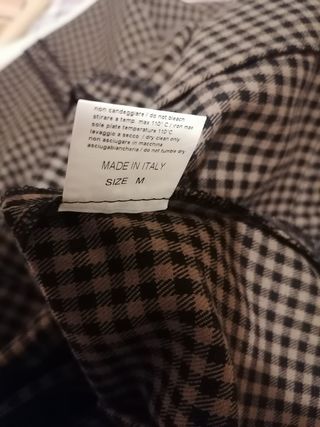 non candeggiare / do not bleach
stirare a temp. max 110°C / iron max
sole plate temperature 110°C
lavaggio a secco / dry clean only
non asciugare in macchina
asciugabiancheria / do not tumble dry
MADE IN ITALY
SIZE M